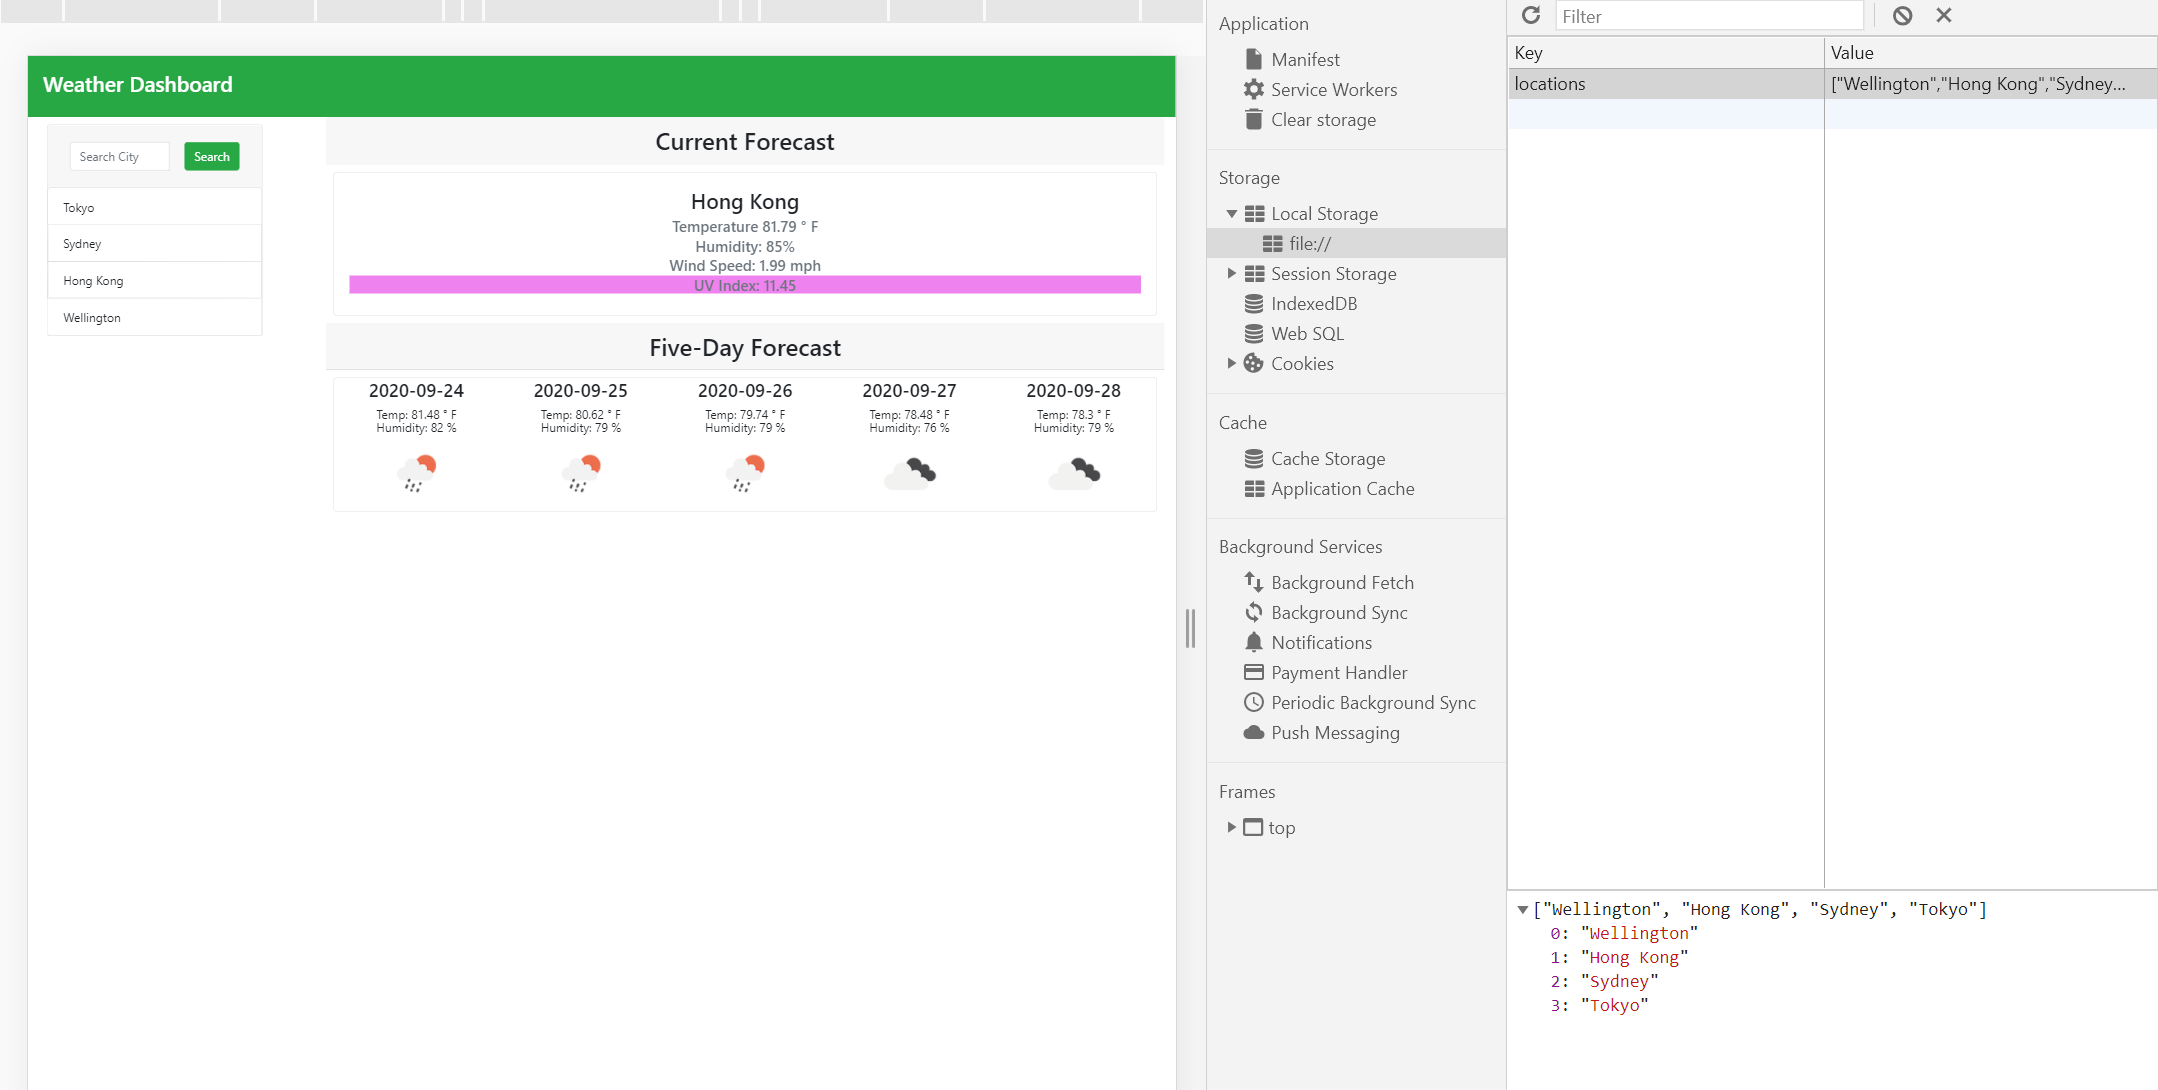 Weather Dashboard
Search City
Search
Tokyo
Sydney
Hong Kong
Wellington
Current Forecast
Hong Kong
Temperature 81.79 ° F
Humidity: 85%
Wind Speed: 1.99 mph
UV Index: 11.45
Five-Day Forecast
2020-09-24
Temp: 81.48 ° F
Humidity: 82 %
2020-09-25
Temp: 80.62 ° F
Humidity: 79 %
2020-09-26
Temp: 79.74 ° F
Humidity: 79 %
2020-09-27
Temp: 78.48 ° F
Humidity: 76 %
2020-09-28
Temp: 78.3 ° F
Humidity: 79 %
Application
Manifest
Service Workers
Clear storage
Storage
Local Storage
file://
Session Storage
IndexedDB
Web SQL
Cookies
Cache
Cache Storage
Application Cache
Background Services
Background Fetch
Background Sync
Notifications
Payment Handler
Periodic Background Sync
Push Messaging
Frames
top
Filter
Key Value
locations ["Wellington","Hong Kong","Sydney...
["Wellington", "Hong Kong", "Sydney", "Tokyo"]
0: "Wellington"
1: "Hong Kong"
2: "Sydney"
3: "Tokyo"